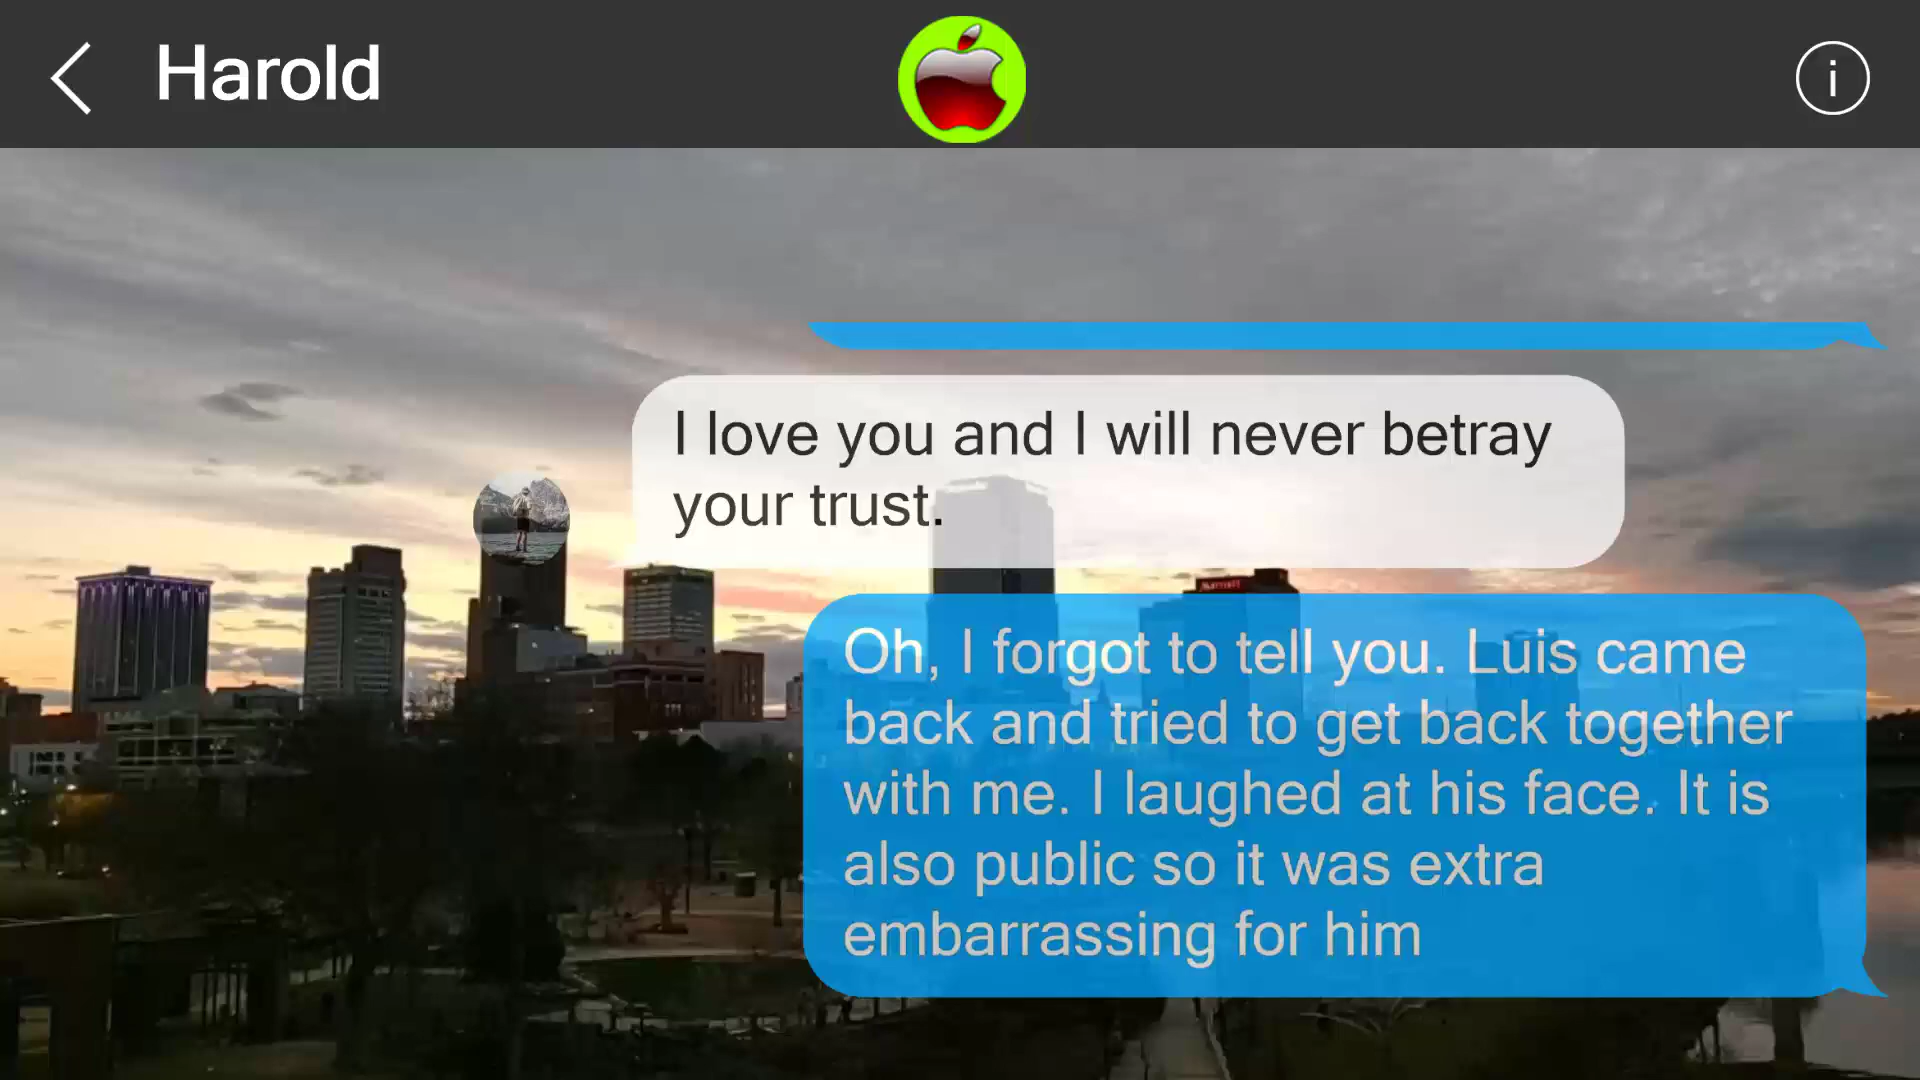 Harold
i
I love you and I will never betray
your trust.
Marriott
Oh, I forgot to tell you. Luis came
back and tried to get back together
with me. I laughed at his face. It is
also public so it was extra
embarrassing for him